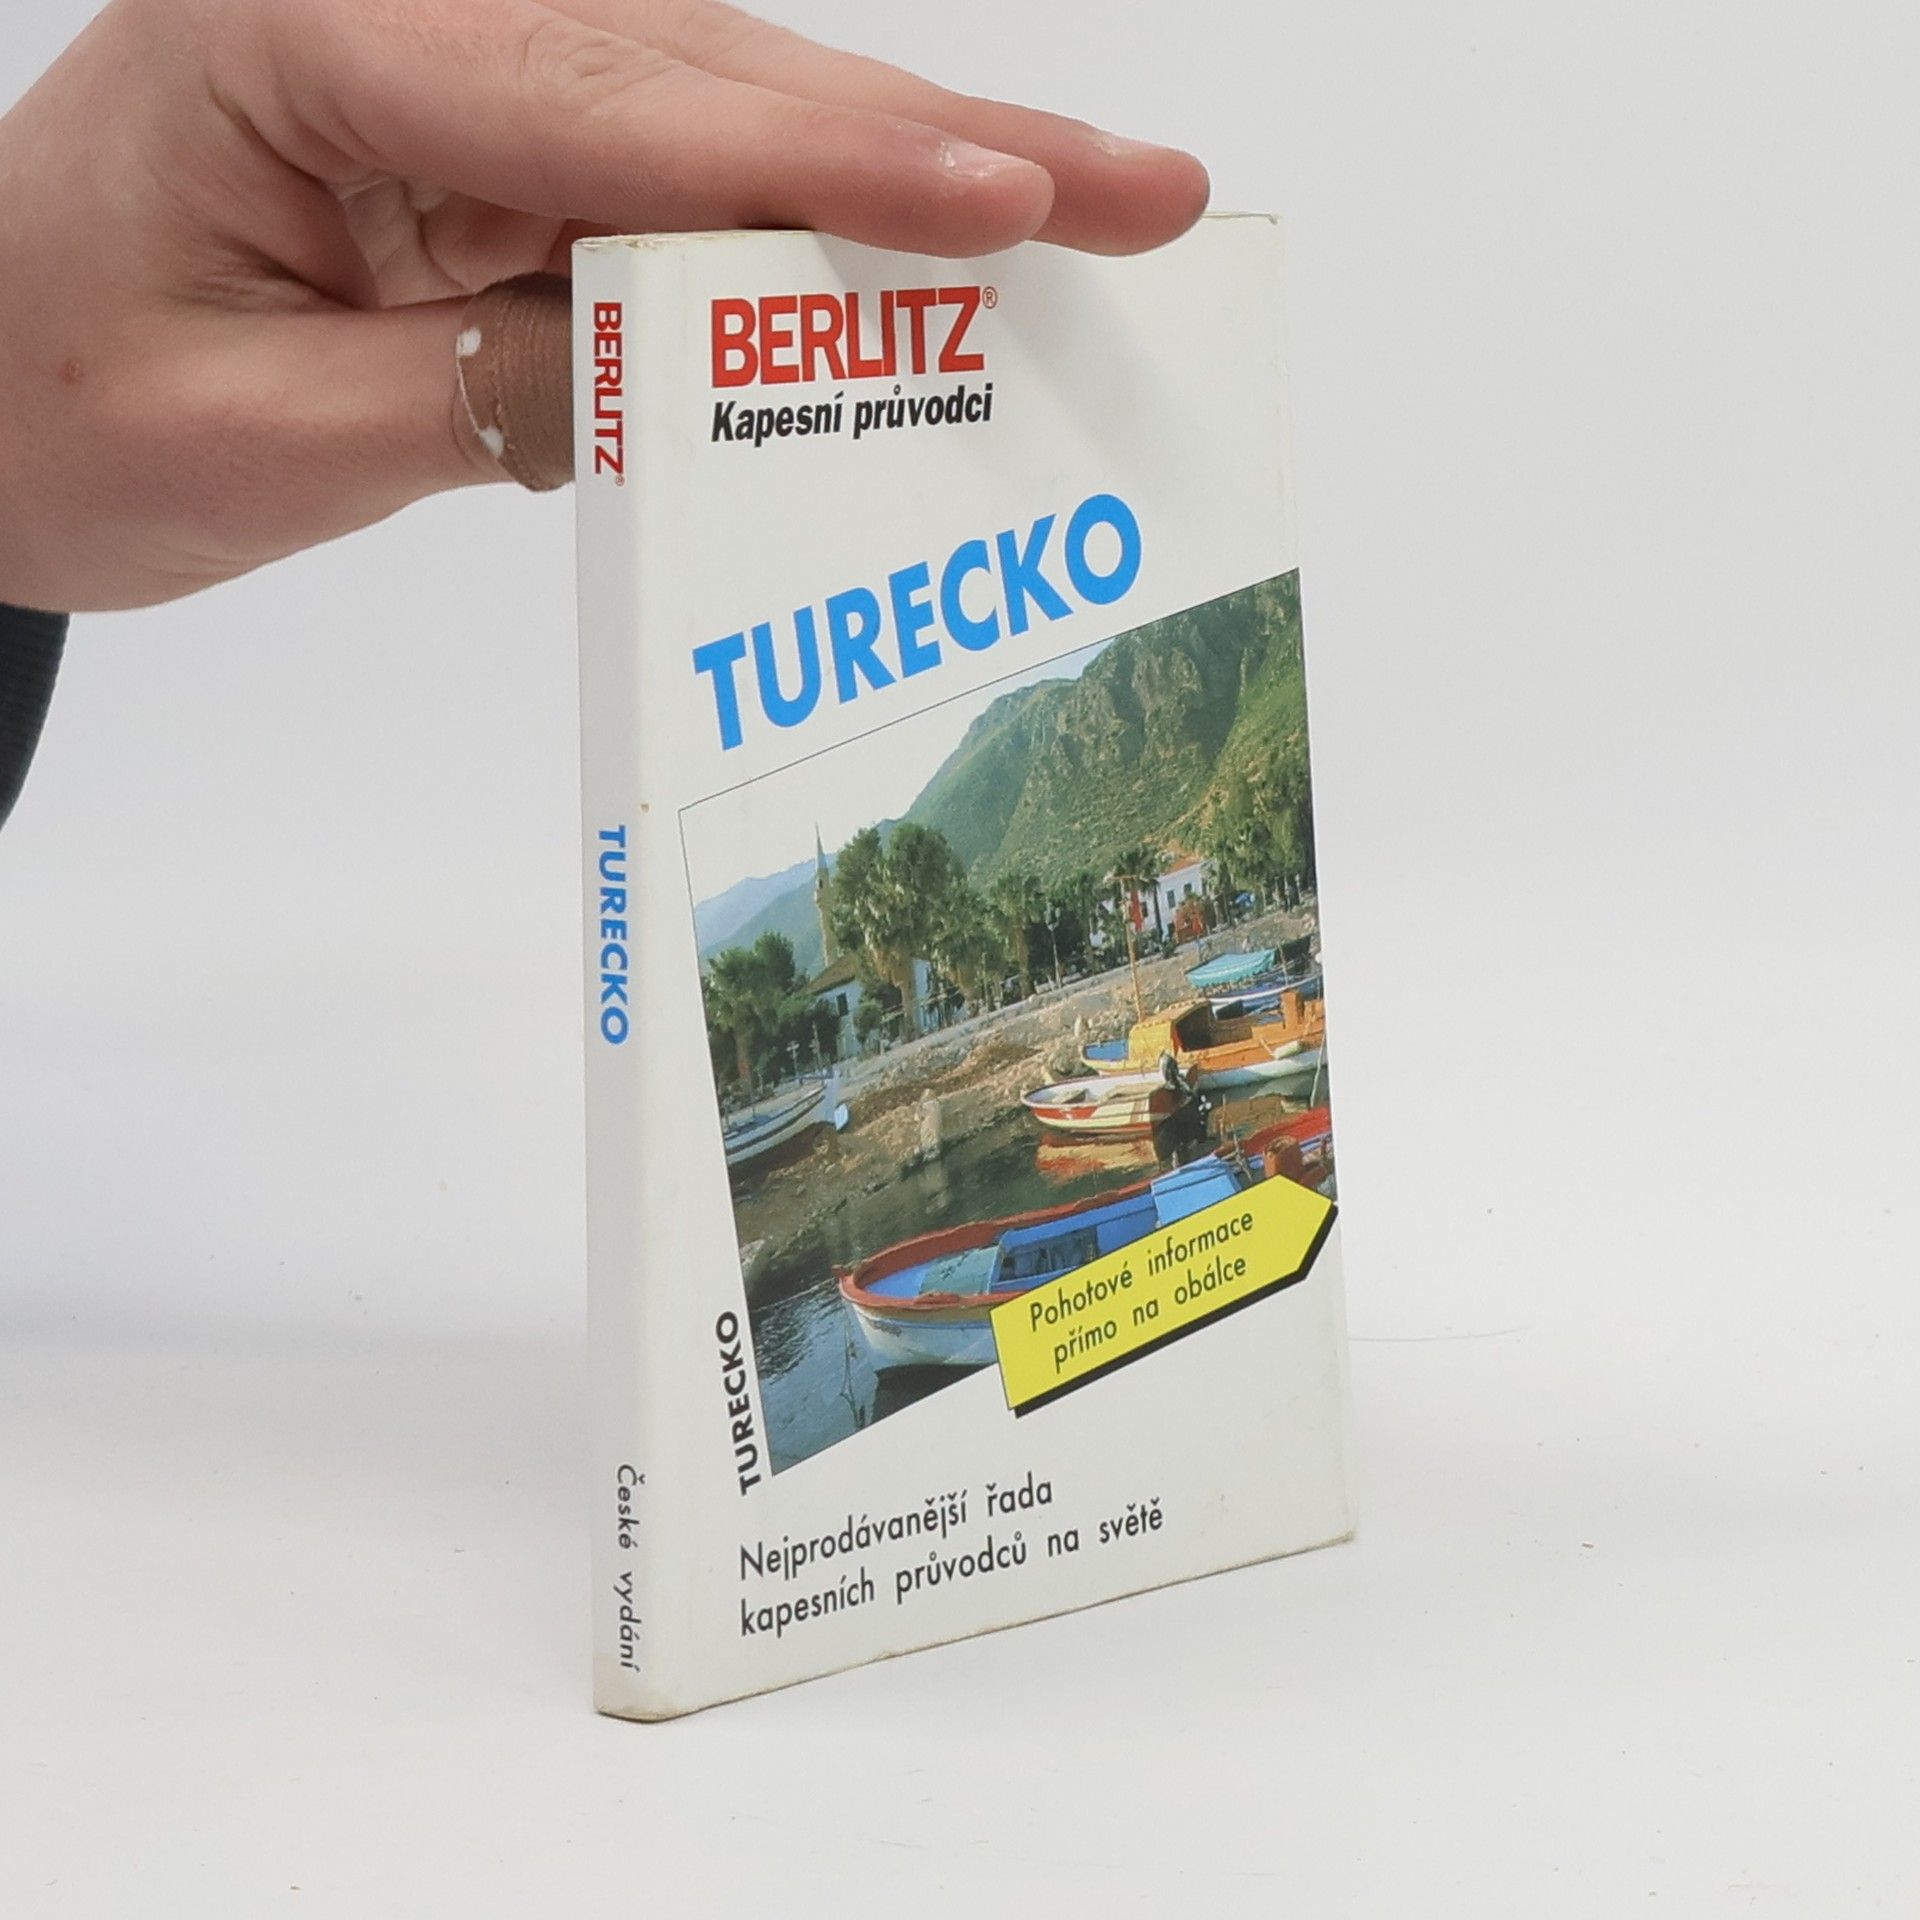 BERLITZ®
TURECKO
České vydání
BERLITZ®
Kapesní průvodci
TURECKO
TURECKO
Pohotové informace
přímo na obálce
Nejprodávanější řada
kapesních průvodců na světě